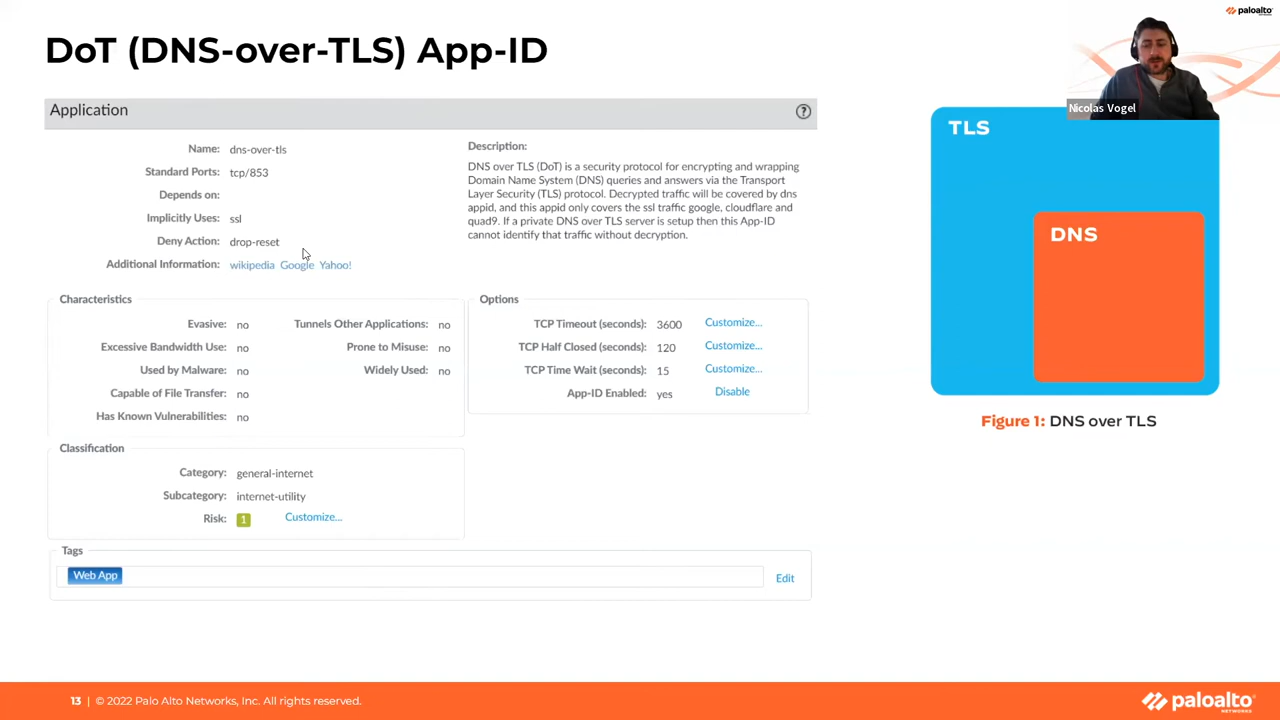 paloalto
DoT (DNS-over-TLS) App-ID
Nicolas Vogel
Application
?
Name: dns-over-tls
Standard Ports: tcp/853
Depends on:
Implicitly Uses: ssl
Deny Action: drop-reset
Additional Information: wikipedia Google Yahoo!
Description:
DNS over TLS (DoT) is a security protocol for encrypting and wrapping
Domain Name System (DNS) queries and answers via the Transport
Layer Security (TLS) protocol. Decrypted traffic will be covered by dns
appid, and this appid only covers the ssl traffic google, cloudflare and
quad9. If a private DNS over TLS server is setup then this App-ID
cannot identify that traffic without decryption.
Characteristics
Evasive: no Tunnels Other Applications: no
Excessive Bandwidth Use: no Prone to Misuse: no
Used by Malware: no Widely Used: no
Capable of File Transfer: no
Has Known Vulnerabilities: no
Options
TCP Timeout (seconds): 3600 Customize...
TCP Half Closed (seconds): 120 Customize...
TCP Time Wait (seconds): 15 Customize...
App-ID Enabled: yes Disable
Classification
Category: general-internet
Subcategory: internet-utility
Risk: 1 Customize...
Tags
Web App
Edit
TLS
DNS
Figure 1: DNS over TLS
13 | © 2022 Palo Alto Networks, Inc. All rights reserved.
paloalto
NETWORKS